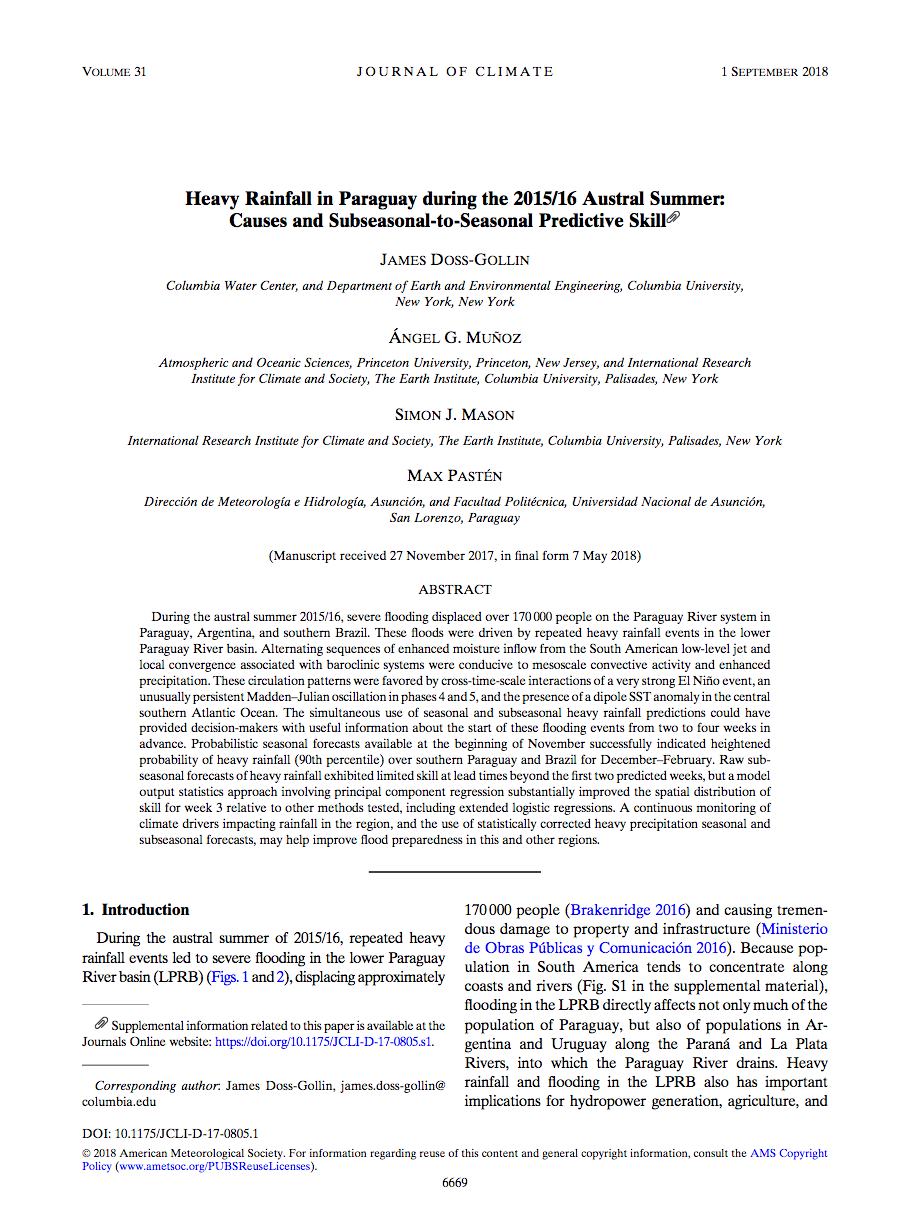 VOLUME 31
JOURNAL OF CLIMATE
1 SEPTEMBER 2018
Heavy Rainfall in Paraguay during the 2015/16 Austral Summer:
Causes and Subseasonal-to-Seasonal Predictive Skill
JAMES DOSS-GOLLIN
Columbia Water Center, and Department of Earth and Environmental Engineering, Columbia University,
New York, New York
ÁNGEL G. MUÑOZ
Atmospheric and Oceanic Sciences, Princeton University, Princeton, New Jersey, and International Research
Institute for Climate and Society, The Earth Institute, Columbia University, Palisades, New York
SIMON J. MASON
International Research Institute for Climate and Society, The Earth Institute, Columbia University, Palisades, New York
MAX PASTÉN
Dirección de Meteorología e Hidrología, Asunción, and Facultad Politécnica, Universidad Nacional de Asunción,
San Lorenzo, Paraguay
(Manuscript received 27 November 2017, in final form 7 May 2018)
ABSTRACT
During the austral summer 2015/16, severe flooding displaced over 170 000 people on the Paraguay River system in
Paraguay, Argentina, and southern Brazil. These floods were driven by repeated heavy rainfall events in the lower
Paraguay River basin. Alternating sequences of enhanced moisture inflow from the South American low-level jet and
local convergence associated with baroclinic systems were conducive to mesoscale convective activity and enhanced
precipitation. These circulation patterns were favored by cross-time-scale interactions of a very strong El Niño event, an
unusually persistent Madden–Julian oscillation in phases 4 and 5, and the presence of a dipole SST anomaly in the central
southern Atlantic Ocean. The simultaneous use of seasonal and subseasonal heavy rainfall predictions could have
provided decision-makers with useful information about the start of these flooding events from two to four weeks in
advance. Probabilistic seasonal forecasts available at the beginning of November successfully indicated heightened
probability of heavy rainfall (90th percentile) over southern Paraguay and Brazil for December–February. Raw sub-
seasonal forecasts of heavy rainfall exhibited limited skill at lead times beyond the first two predicted weeks, but a model
output statistics approach involving principal component regression substantially improved the spatial distribution of
skill for week 3 relative to other methods tested, including extended logistic regressions. A continuous monitoring of
climate drivers impacting rainfall in the region, and the use of statistically corrected heavy precipitation seasonal and
subseasonal forecasts, may help improve flood preparedness in this and other regions.
1. Introduction
During the austral summer of 2015/16, repeated heavy
rainfall events led to severe flooding in the lower Paraguay
River basin (LPRB) (Figs. 1 and 2), displacing approximately
Supplemental information related to this paper is available at the
Journals Online website: https://doi.org/10.1175/JCLI-D-17-0805.s1.
Corresponding author: James Doss-Gollin, james.doss-gollin@
columbia.edu
170 000 people (Brakenridge 2016) and causing tremen-
dous damage to property and infrastructure (Ministerio
de Obras Públicas y Comunicación 2016). Because pop-
ulation in South America tends to concentrate along
coasts and rivers (Fig. S1 in the supplemental material),
flooding in the LPRB directly affects not only much of the
population of Paraguay, but also of populations in Ar-
gentina and Uruguay along the Paraná and La Plata
Rivers, into which the Paraguay River drains. Heavy
rainfall and flooding in the LPRB also has important
implications for hydropower generation, agriculture, and
DOI: 10.1175/JCLI-D-17-0805.1
© 2018 American Meteorological Society. For information regarding reuse of this content and general copyright information, consult the AMS Copyright
Policy (www.ametsoc.org/PUBSReuseLicenses).
6669